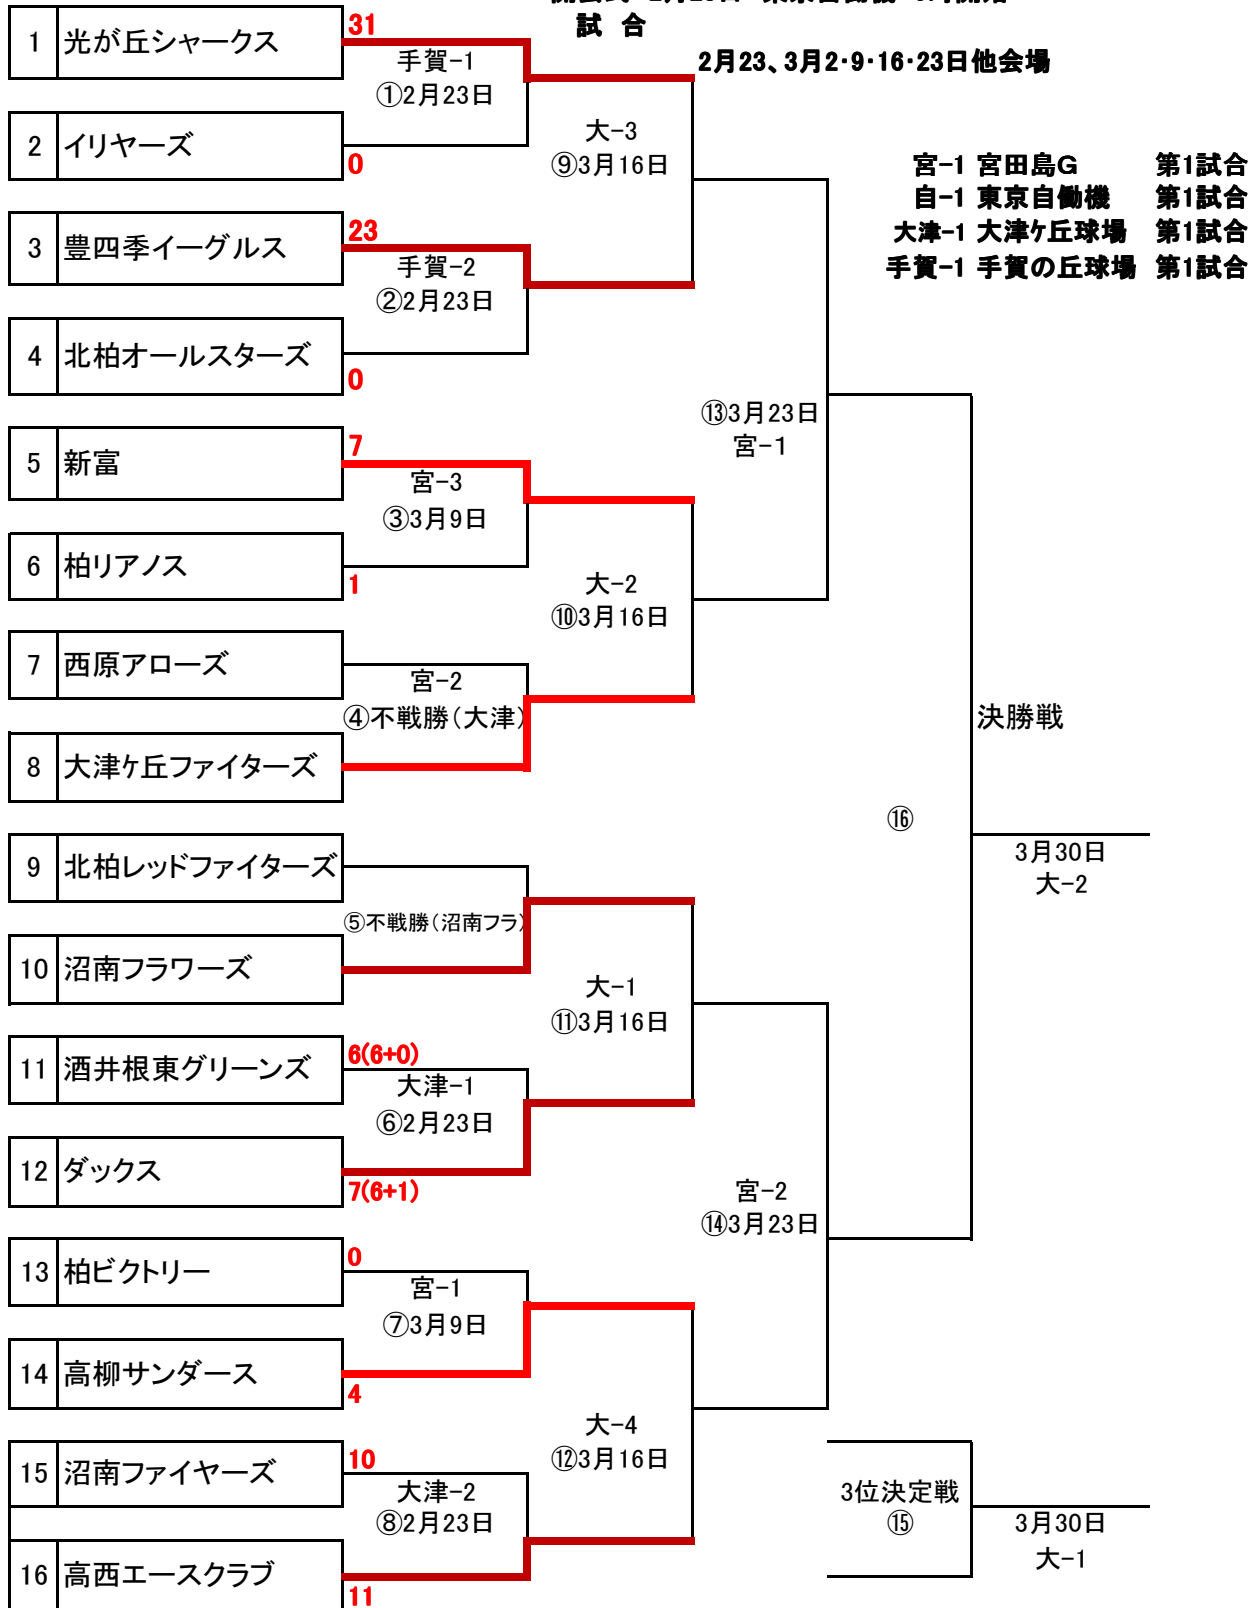 試 合
2月23、3月2・9・16・23日他会場
宮-1 宮田島G 第1試合
自-1 東京自働機 第1試合
大津-1 大津ヶ丘球場 第1試合
手賀-1 手賀の丘球場 第1試合
1 光が丘シャークス
31
手賀-1
①2月23日
2 イリヤーズ
0
大-3
⑨3月16日
3 豊四季イーグルス
23
手賀-2
②2月23日
4 北柏オールスターズ
0
⑬3月23日
宮-1
5 新富
7
宮-3
③3月9日
6 柏リアノス
1
大-2
⑩3月16日
7 西原アローズ
宮-2
④不戦勝(大津)
8 大津ケ丘ファイターズ
決勝戦
⑯
3月30日
大-2
9 北柏レッドファイターズ
⑤不戦勝(沼南フラ)
10 沼南フラワーズ
大-1
⑪3月16日
11 酒井根東グリーンズ
6(6+0)
大津-1
⑥2月23日
12 ダックス
7(6+1)
宮-2
⑭3月23日
13 柏ビクトリー
0
宮-1
⑦3月9日
14 高柳サンダース
4
大-4
⑫3月16日
15 沼南ファイヤーズ
10
大津-2
⑧2月23日
16 高西エースクラブ
11
3位決定戦
⑮
3月30日
大-1